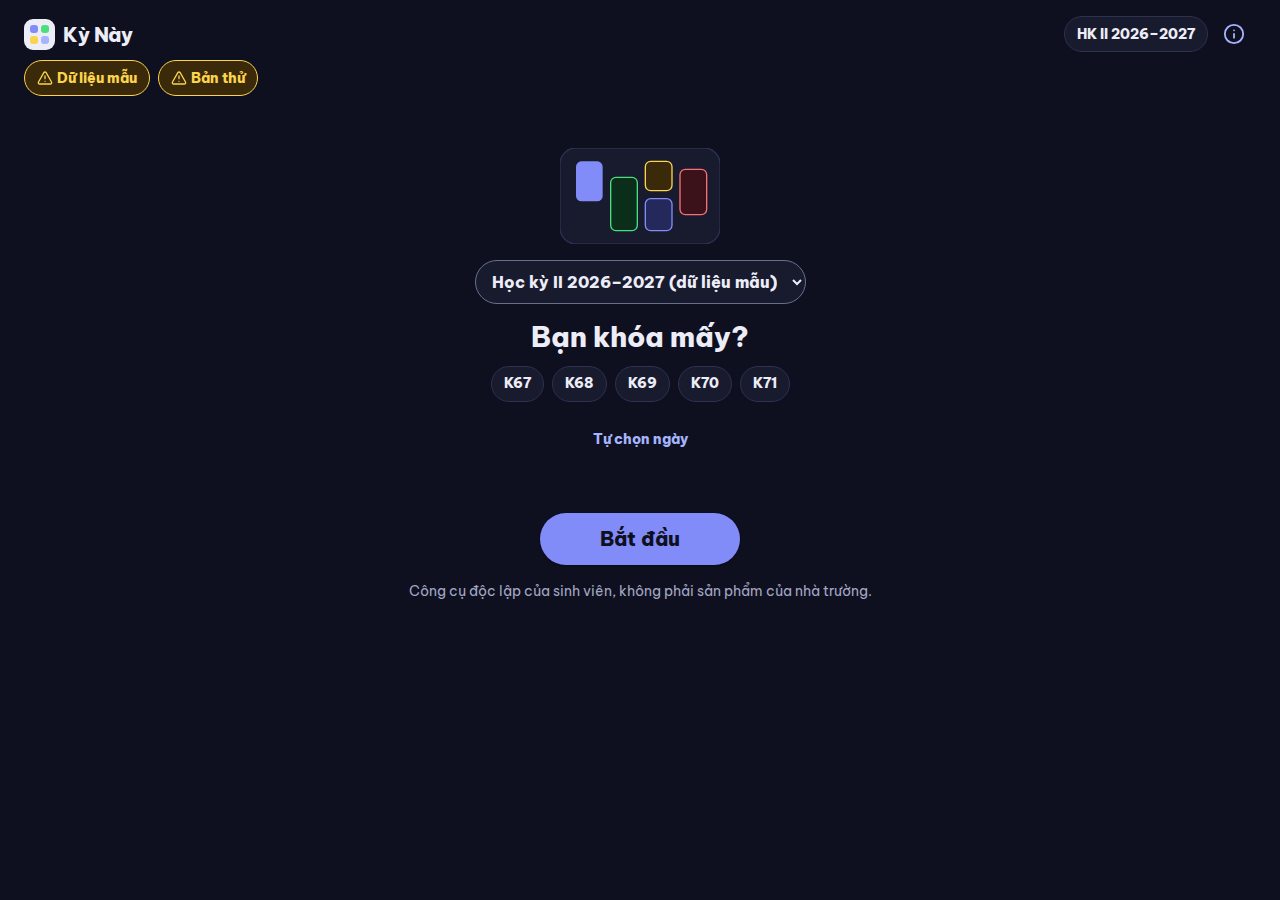 Kỳ Này
HK II 2026–2027
Dữ liệu mẫu
Bản thử
Học kỳ II 2026–2027 (dữ liệu mẫu)
Bạn khóa mấy?
K67 K68 K69 K70 K71
Tự chọn ngày
Bắt đầu
Công cụ độc lập của sinh viên, không phải sản phẩm của nhà trường.